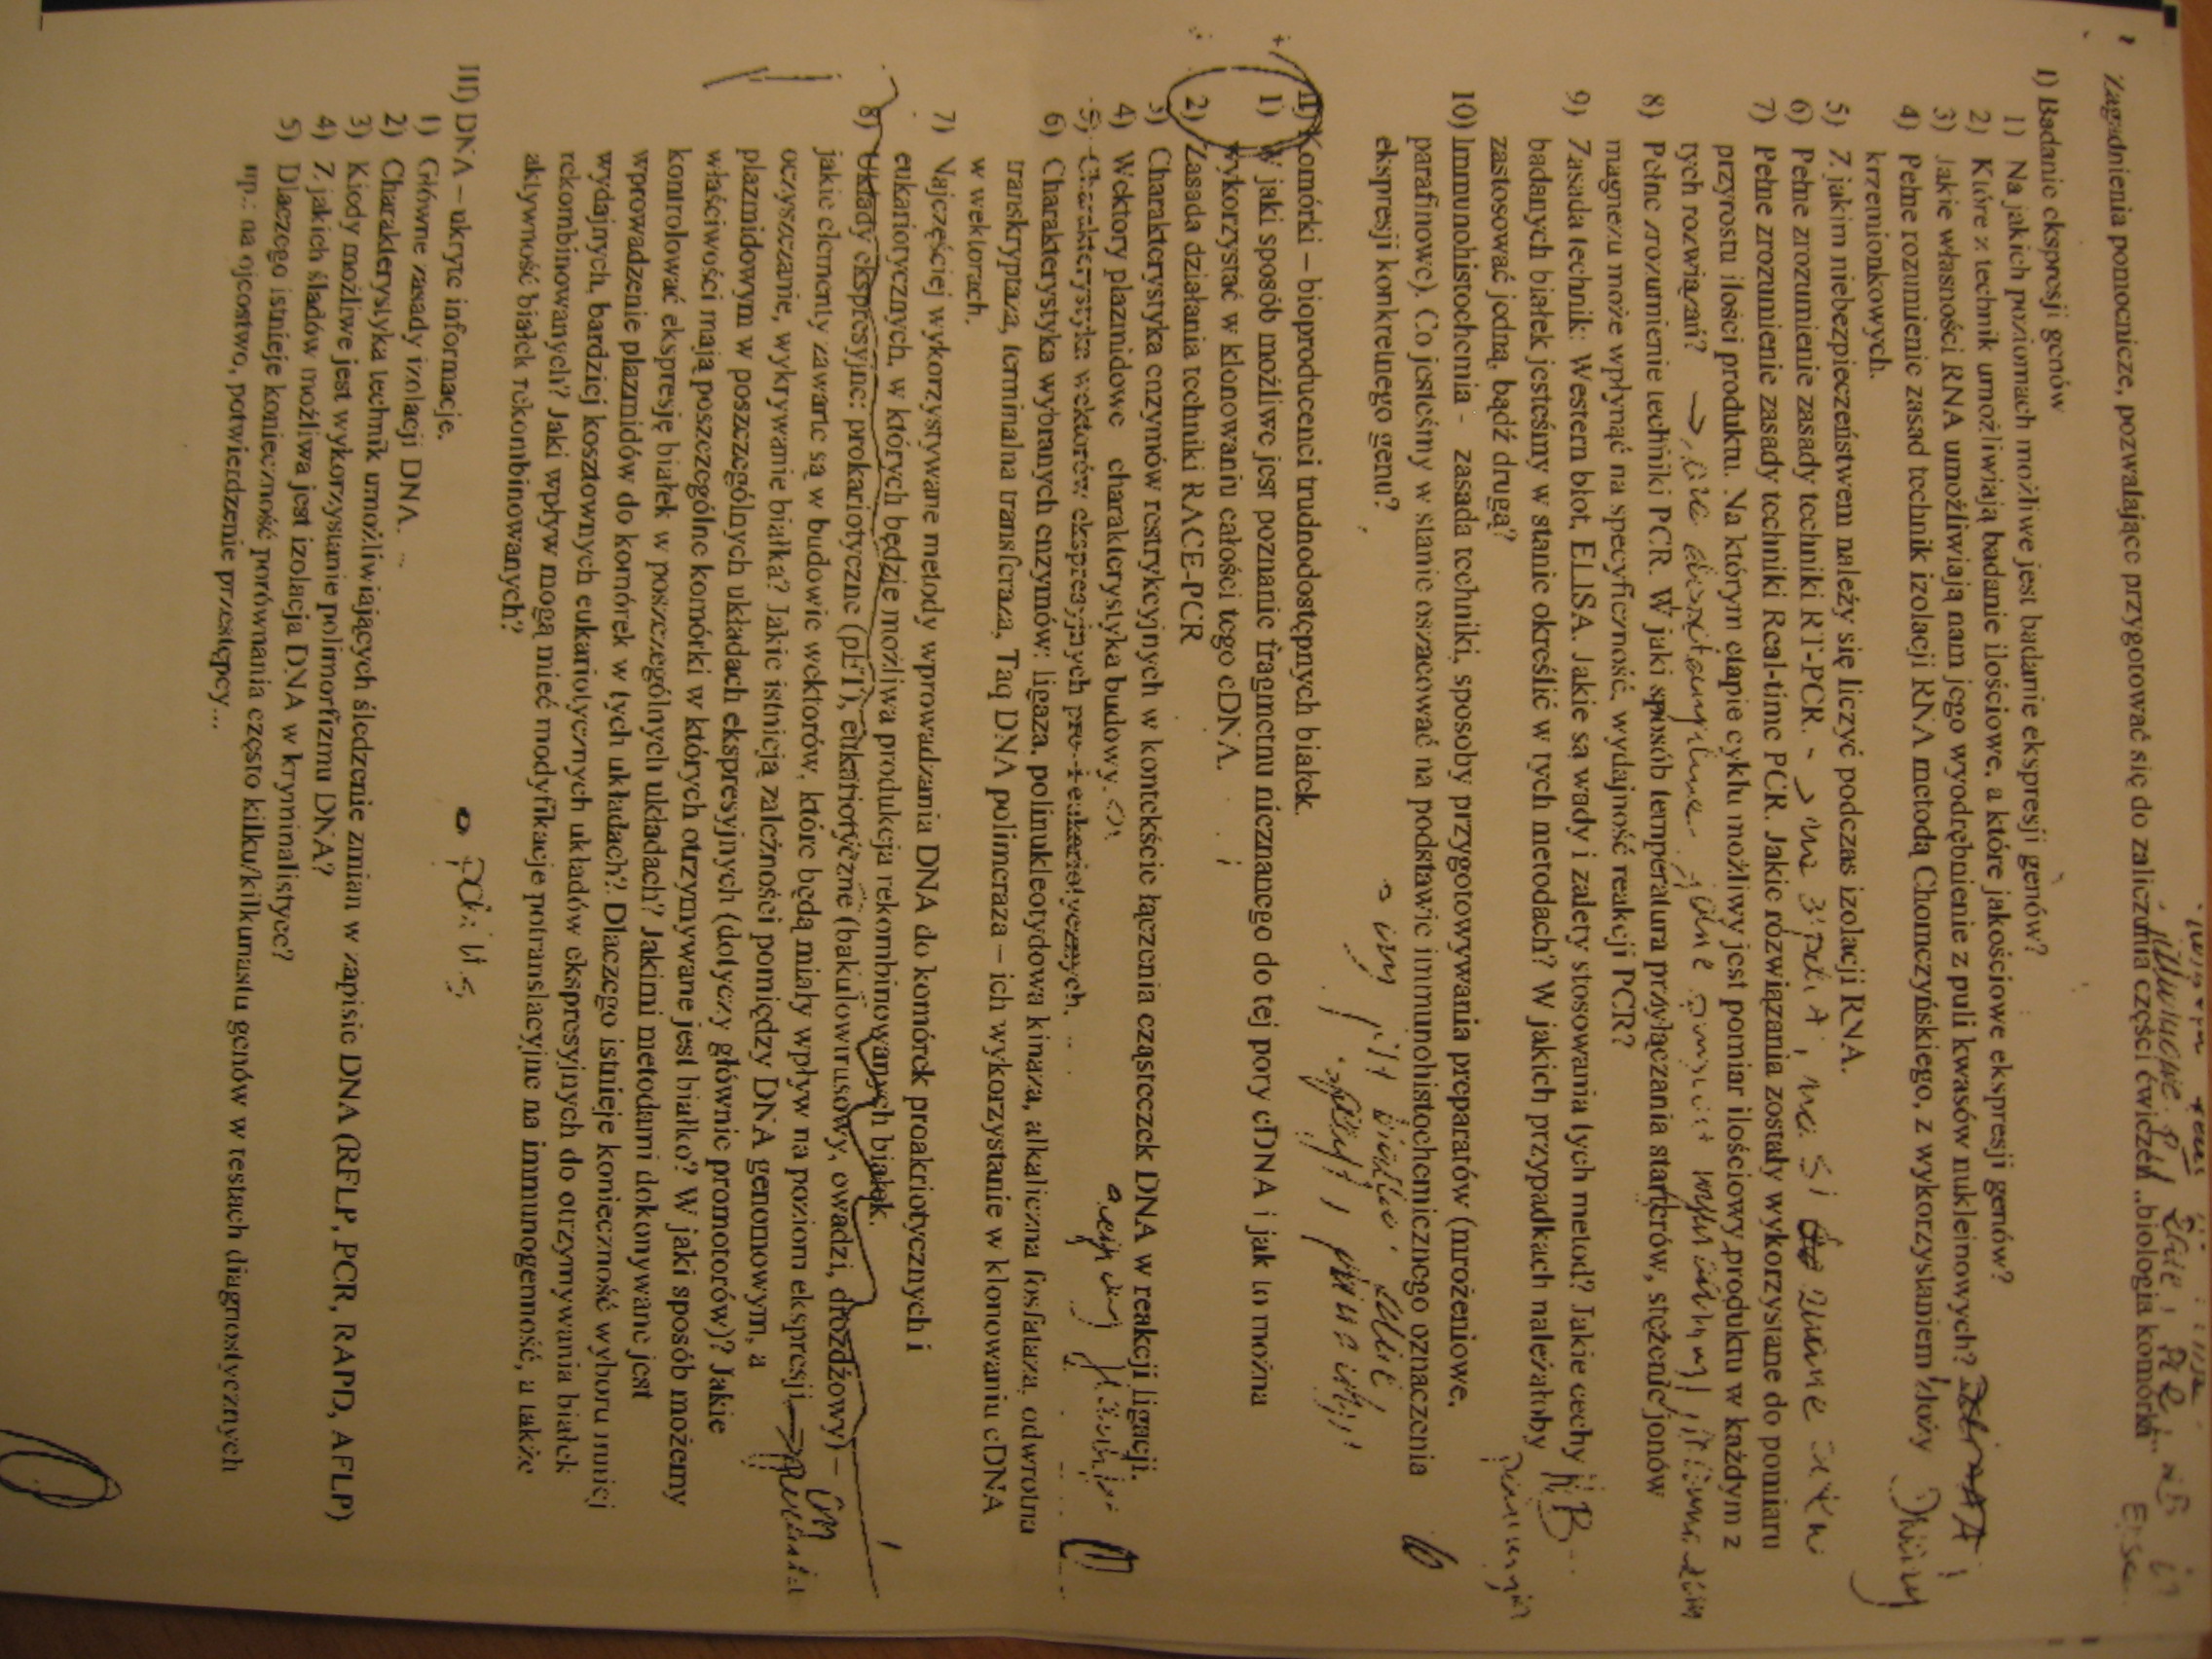 Zagadnienia pomocnicze, pozwalające przygotować się do zaliczenia części ćwiczeń „biologia komórki
I) Badanie ekspresji genów
1) Na jakich poziomach możliwe jest badanie ekspresji genów?
2) Które z technik umożliwiają badanie ilościowe, a które jakościowe ekspresji genów?
3) Jakie własności RNA umożliwiają nam jego wyodrębnienie z puli kwasów nukleinowych?
4) Pełne rozumienie zasad technik izolacji RNA metodą Chomczyńskiego, z wykorzystaniem złoży
krzemionkowych.
5) Z jakim niebezpieczeństwem należy się liczyć podczas izolacji RNA.
6) Pełne zrozumienie zasady techniki RT-PCR.
7) Pełne zrozumienie zasady techniki Real-time PCR. Jakie rozwiązania zostały wykorzystane do pomiaru
przyrostu ilości produktu. Na którym etapie cyklu możliwy jest pomiar ilościowy produktu w każdym z
tych rozwiązań?
8) Pełne zrozumienie techniki PCR. W jaki sposób temperatura przyłączania starterów, stężenie jonów
magnezu może wpłynąć na specyficzność, wydajność reakcji PCR?
9) Zasada technik: Western blot, ELISA. Jakie są wady i zalety stosowania tych metod? Jakie cechy
badanych białek jesteśmy w stanie określić w tych metodach? W jakich przypadkach należałoby
zastosować jedną, bądź drugą?
10) Immunohistochemia - zasada techniki, sposoby przygotowywania preparatów (mrożeniowe,
parafinowe). Co jesteśmy w stanie oszacować na podstawie immunohistochemicznego oznaczenia
ekspresji konkretnego genu?
II) Komórki – bioproducenci trudnodostępnych białek.
1) W jaki sposób możliwe jest poznanie fragmetnu nieznanego do tej pory cDNA i jak to można
wykorzystać w klonowaniu całości tego cDNA.
2) Zasada działania techniki RACE-PCR
3) Charakterystyka enzymów restrykcyjnych w kontekście łączenia cząsteczek DNA w reakcji ligacji.
4) Wektory plazmidowe charakterystyka budowy.
5) Charakterystyka wektorów ekspresyjnych pro- i eukariotycznych.
6) Charakterystyka wybranych enzymów: ligaza, polinukleotydowa kinaza, alkaliczna fosfataza, odwrotna
transkryptaza, terminalna transferaza, Taq DNA polimeraza – ich wykorzystanie w klonowaniu cDNA
w wektorach.
7) Najczęściej wykorzystywane metody wprowadzania DNA do komórek proakriotycznych i
eukariotycznych, w których będzie możliwa produkcja rekombinowanych białek.
8) Układy ekspresyjne: prokariotyczne (pET), eukariotyczne (bakulowirusowy, owadzi, drożdżowy) –
jakie elementy zawarte są w budowie wektorów, które będą miały wpływ na poziom ekspresji
oczyszczanie, wykrywanie białka? Jakie istnieją zależności pomiędzy DNA genomowym, a
plazmidowym w poszczególnych układach ekspresyjnych (dotyczy głównie promotorów)? Jakie
właściwości mają poszczególne komórki w których otrzymywane jest białko? W jaki sposób możemy
kontrolować ekspresję białek w poszczególnych układach? Jakimi metodami dokonywane jest
wprowadzenie plazmidów do komórek w tych układach? Dlaczego istnieje konieczność wyboru mniej
wydajnych, bardziej kosztownych eukariotycznych układów ekspresyjnych do otrzymywania białek
rekombinowanych? Jaki wpływ mogą mieć modyfikacje potranslacyjne na immunogenność, a także
aktywność białek rekombinowanych?
III) DNA – ukryte informacje.
1) Główne zasady izolacji DNA.
2) Charakterystyka technik umożliwiających śledzenie zmian w zapisie DNA (RFLP, PCR, RAPD, AFLP)
3) Kiedy możliwe jest wykorzystanie polimorfizmu DNA?
4) Z jakich śladów możliwa jest izolacja DNA w kryminalistyce?
5) Dlaczego istnieje konieczność porównania często kilku/kilkunastu genów w testach diagnostycznych
np.: na ojcostwo, potwierdzenie przestępcy...